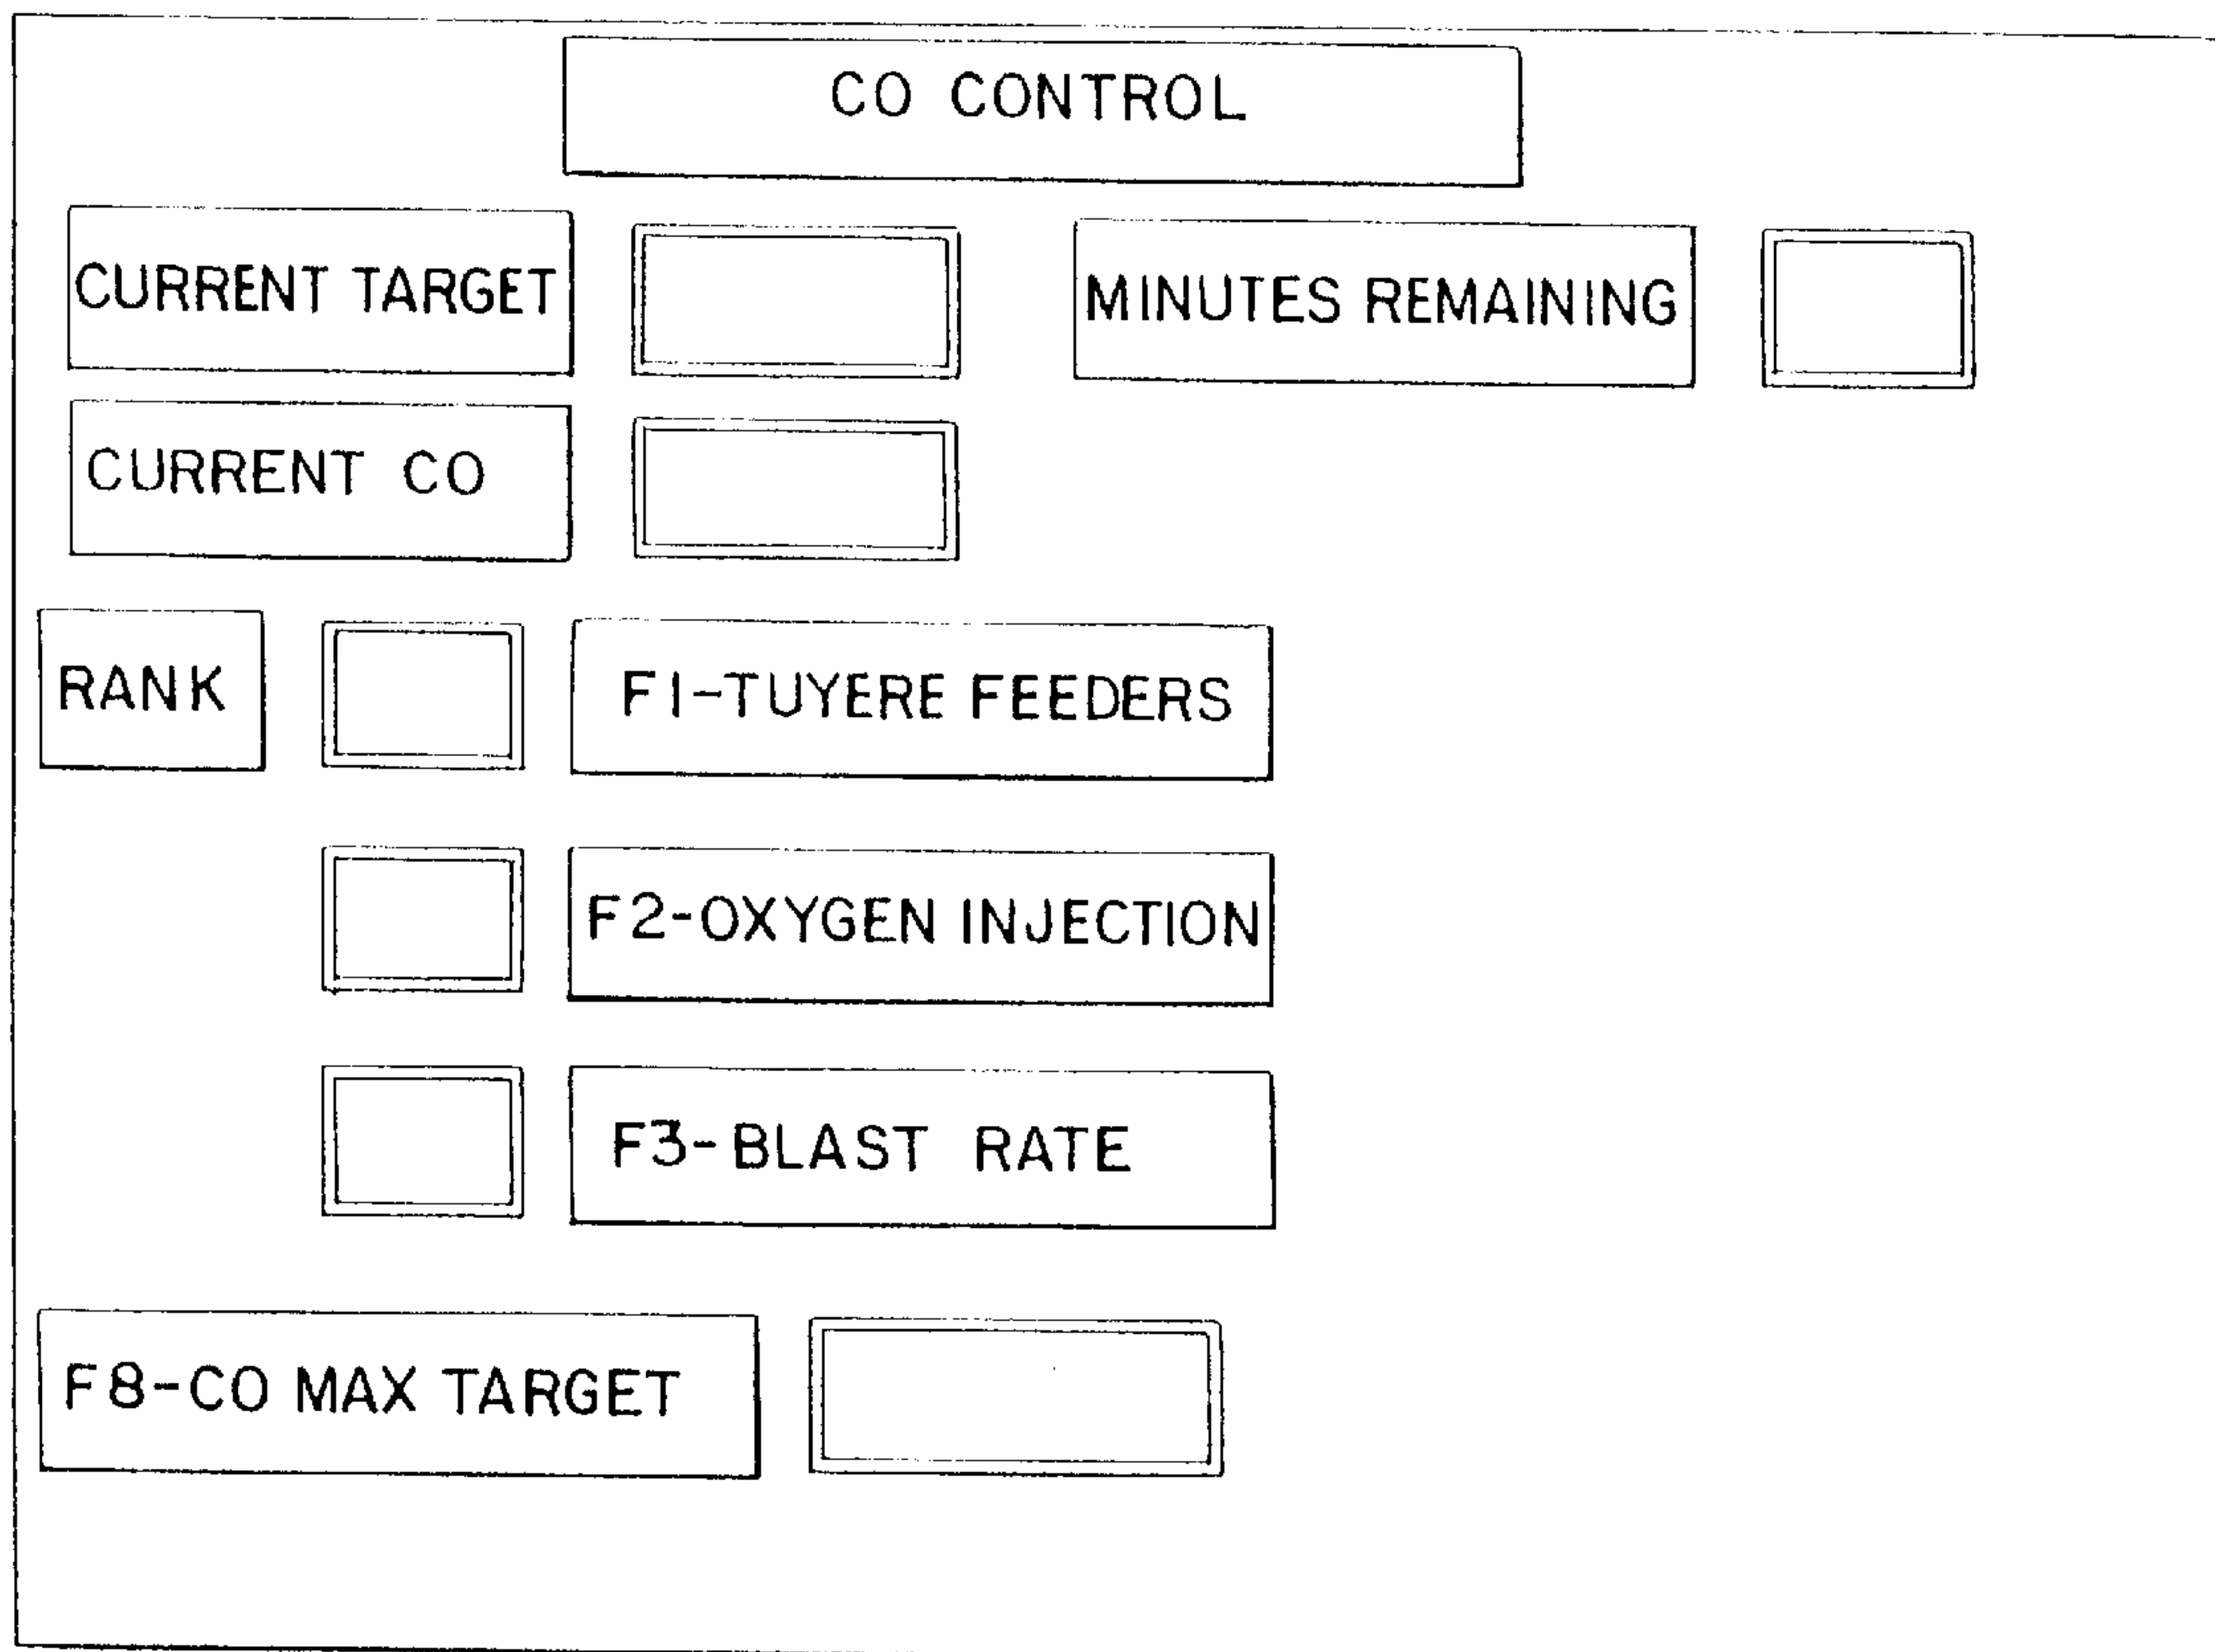 CO CONTROL
CURRENT TARGET
MINUTES REMAINING
CURRENT CO
RANK
F1-TUYERE FEEDERS
F2-OXYGEN INJECTION
F3-BLAST RATE
F8-CO MAX TARGET